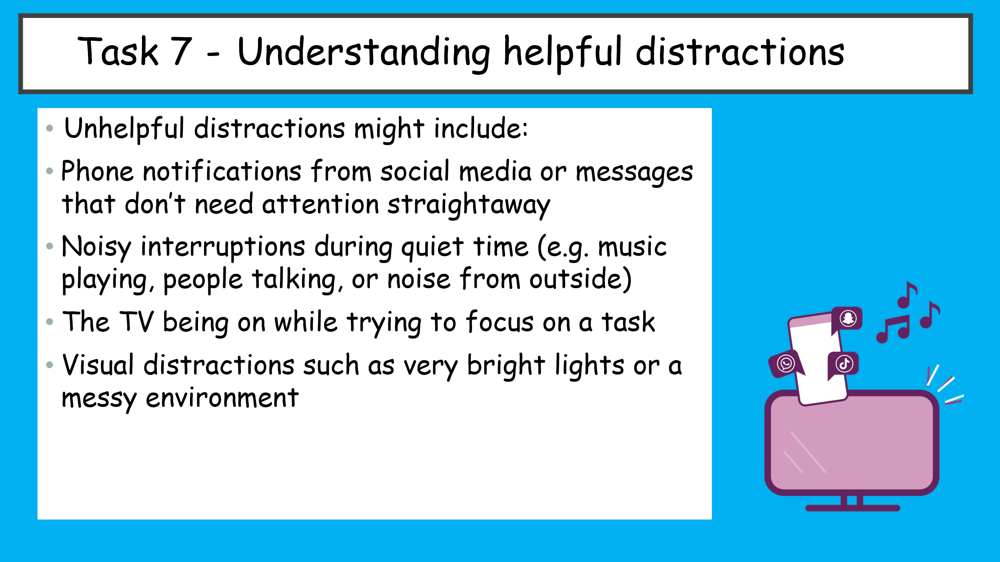 Task 7 - Understanding helpful distractions
• Unhelpful distractions might include:
• Phone notifications from social media or messages
that don't need attention straightaway
• Noisy interruptions during quiet time (e.g. music
playing, people talking, or noise from outside)
• The TV being on while trying to focus on a task
• Visual distractions such as very bright lights or a
messy environment